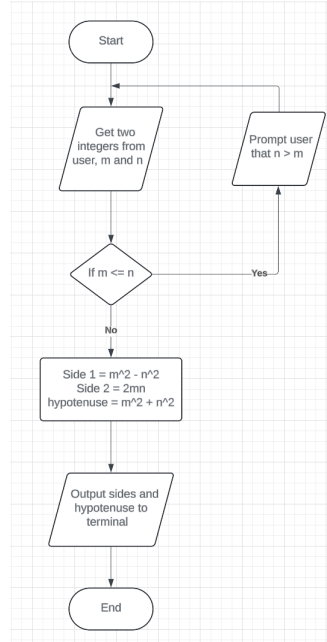 Start
Get two
integers from
user, m and n
Prompt user
that n > m
If m <= n
Yes
No
Side 1 = m^2 - n^2
Side 2 = 2mn
hypotenuse = m^2 + n^2
Output sides and
hypotenuse to
terminal
End